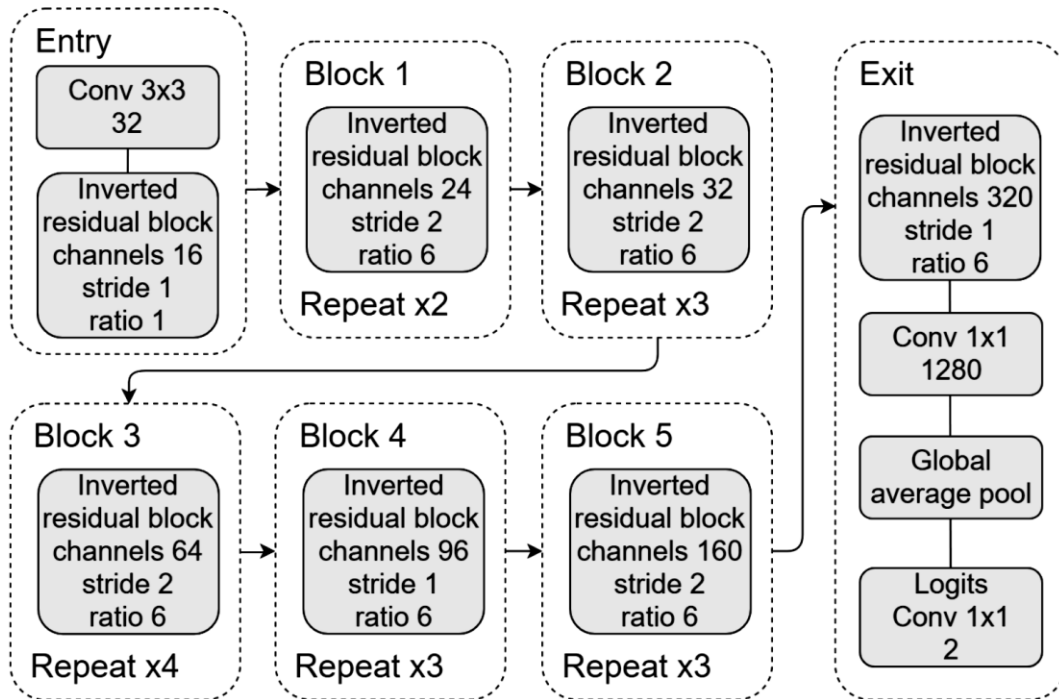 Entry
Conv 3x3
32
Inverted
residual block
channels 16
stride 1
ratio 1
Block 1
Inverted
residual block
channels 24
stride 2
ratio 6
Repeat x2
Block 2
Inverted
residual block
channels 32
stride 2
ratio 6
Repeat x3
Block 3
Inverted
residual block
channels 64
stride 2
ratio 6
Repeat x4
Block 4
Inverted
residual block
channels 96
stride 1
ratio 6
Repeat x3
Block 5
Inverted
residual block
channels 160
stride 2
ratio 6
Repeat x3
Exit
Inverted
residual block
channels 320
stride 1
ratio 6
Conv 1x1
1280
Global
average pool
Logits
Conv 1x1
2